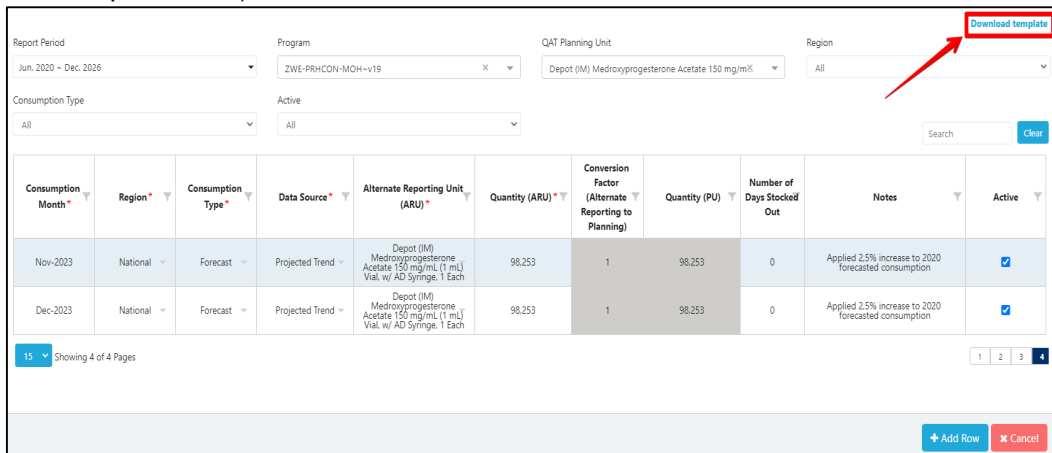 Download template
Report Period
Program
QAT Planning Unit
Region
Jun. 2020 ~ Dec. 2026
ZWE-PRHCON-MOH~v19
Depot (IM) Medroxyprogesterone Acetate 150 mg/m
All
Consumption Type
Active
All
All
Search
Clear
Consumption Month*
Region*
Consumption Type*
Data Source*
Alternate Reporting Unit (ARU)*
Quantity (ARU)*
Conversion Factor (Alternate Reporting to Planning)
Quantity (PU)
Number of Days Stocked Out
Notes
Active
Nov-2023
National
Forecast
Projected Trend
Depot (IM)
Medroxyprogesterone
Acetate 150 mg/mL (1 mL)
Vial, w/ AD Syringe, 1 Each
98,253
1
98,253
0
Applied 2.5% increase to 2020
forecasted consumption
Dec-2023
National
Forecast
Projected Trend
Depot (IM)
Medroxyprogesterone
Acetate 150 mg/mL (1 mL)
Vial, w/ AD Syringe, 1 Each
98,253
1
98,253
0
Applied 2.5% increase to 2020
forecasted consumption
15
Showing 4 of 4 Pages
1 2 3 4
+ Add Row
× Cancel